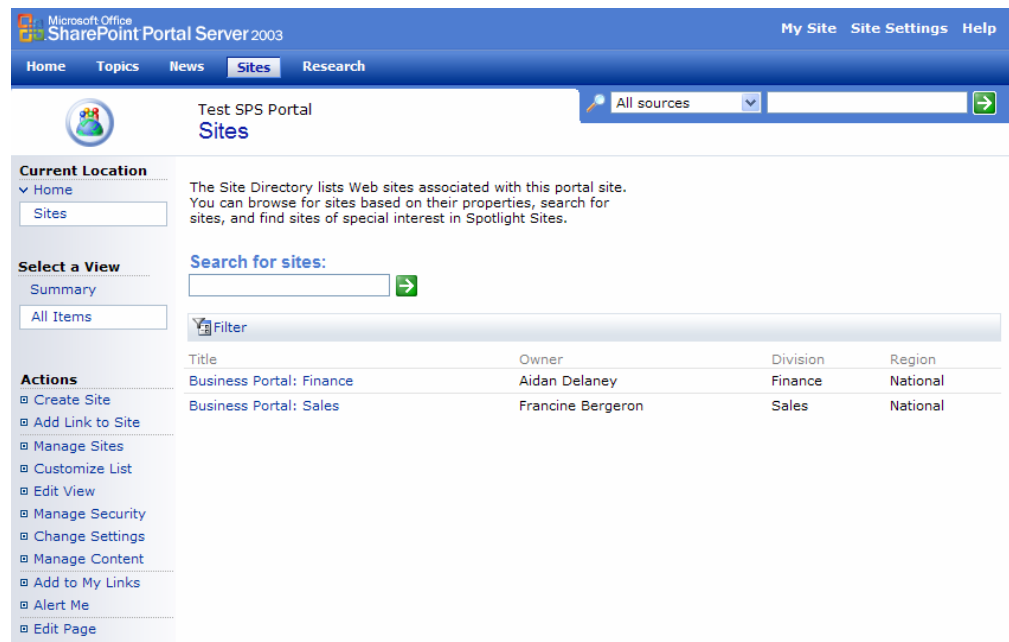 Microsoft Office
SharePoint Portal Server 2003
My Site Site Settings Help
Home Topics News Sites Research
All sources
Test SPS Portal
Sites
Current Location
Home
Sites
Select a View
Summary
All Items
Actions
Create Site
Add Link to Site
Manage Sites
Customize List
Edit View
Manage Security
Change Settings
Manage Content
Add to My Links
Alert Me
Edit Page
The Site Directory lists Web sites associated with this portal site.
You can browse for sites based on their properties, search for
sites, and find sites of special interest in Spotlight Sites.
Search for sites:
Filter
Title Owner Division Region
Business Portal: Finance Aidan Delaney Finance National
Business Portal: Sales Francine Bergeron Sales National